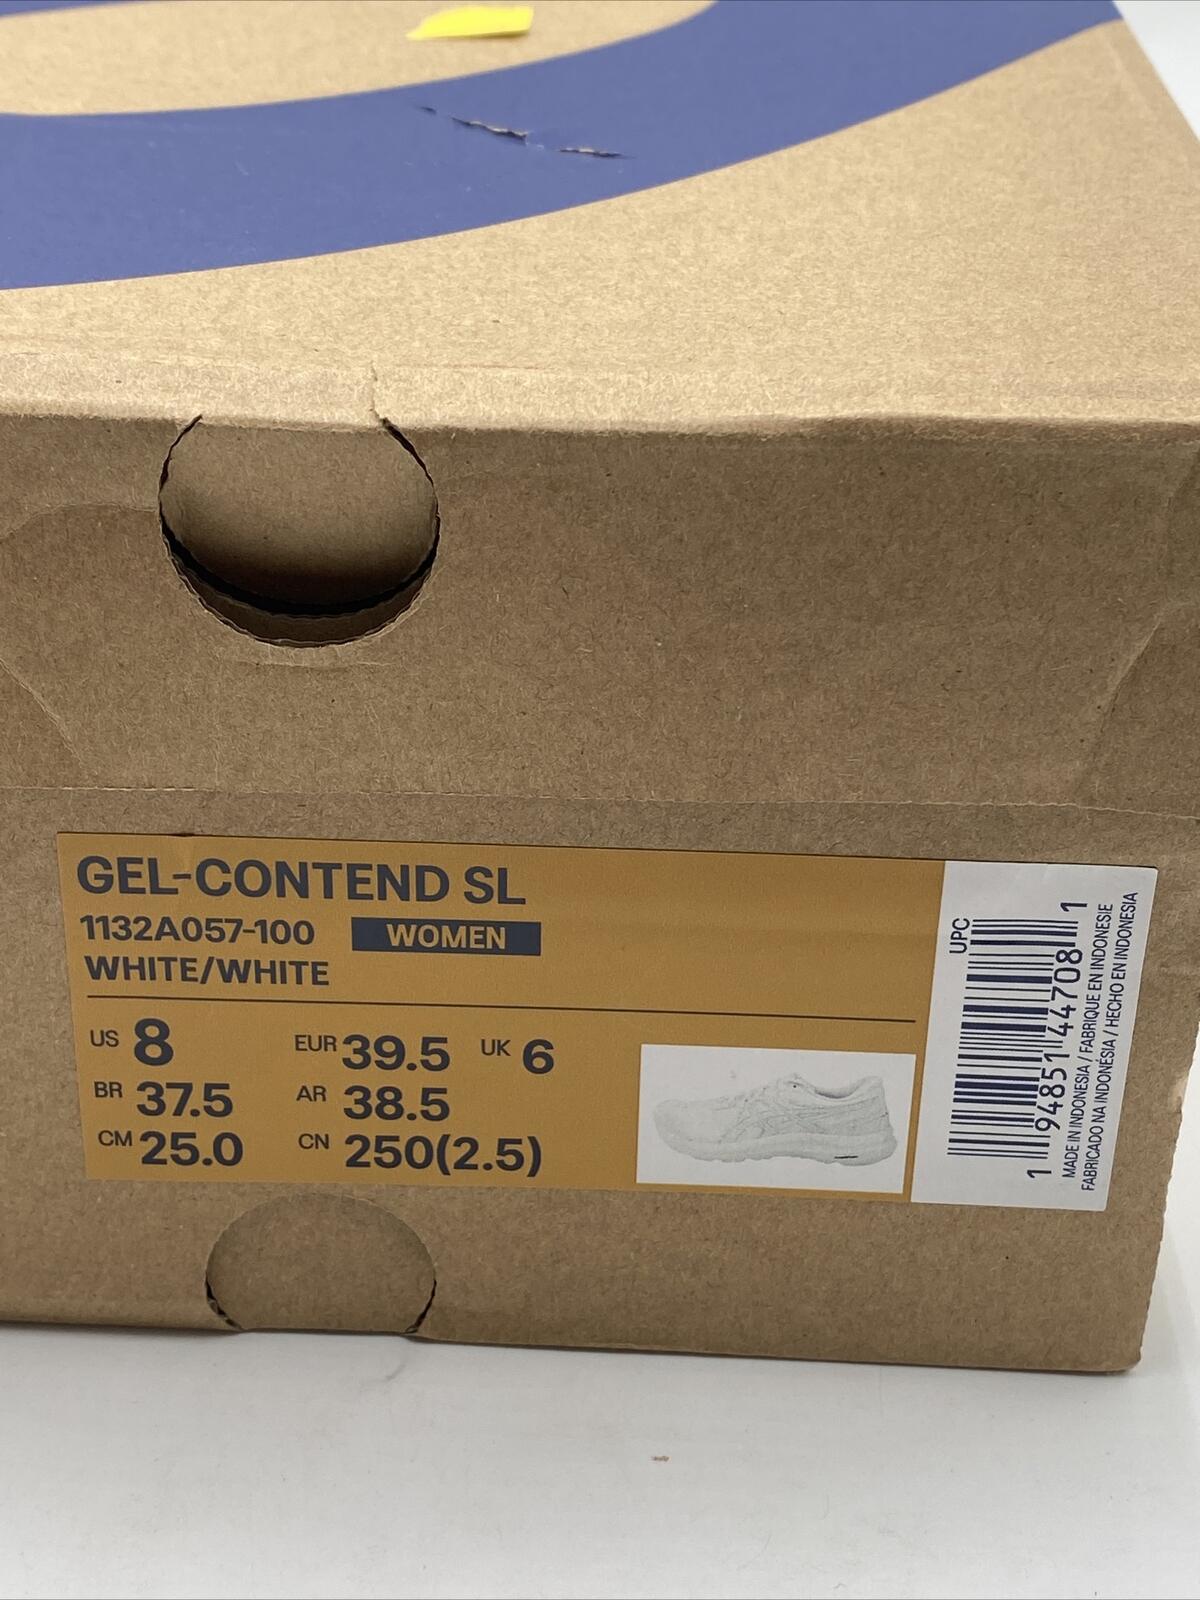 GEL-CONTEND SL
1132A057-100 WOMEN
WHITE/WHITE
US 8 EUR 39.5 UK 6
BR 37.5 AR 38.5
CM 25.0 CN 250(2.5)
UPC
1 94851 44708 1
MADE IN INDONESIA / FABRIQUE EN INDONESIE
FABRICADO NA INDONÉSIA / HECHO EN INDONESIA